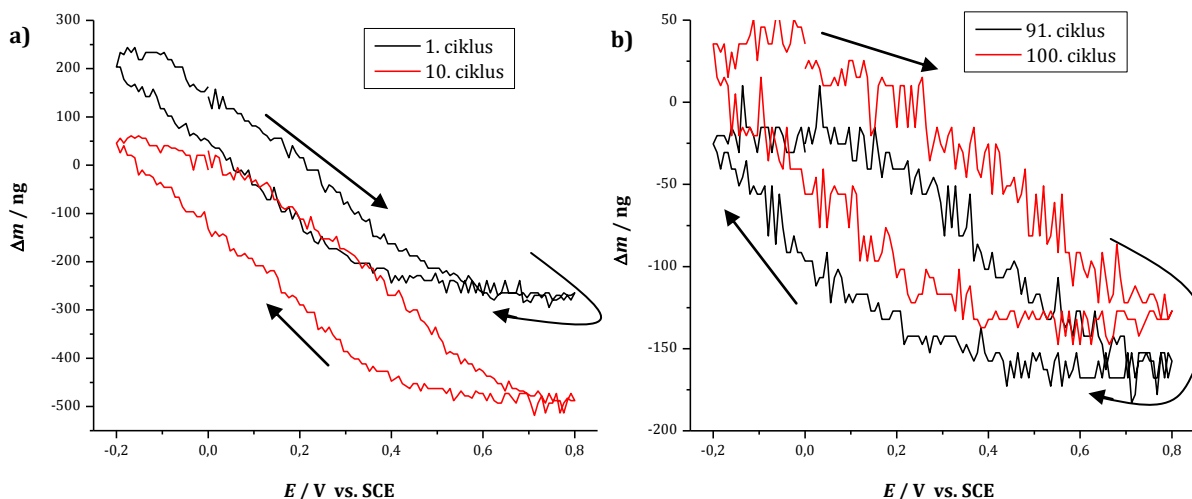 a)
1. ciklus
10. ciklus
300
200
100
0
-100
-200
-300
-400
-500
Δm / ng
-0,2
0,0
0,2
0,4
0,6
0,8
E / V vs. SCE
b)
91. ciklus
100. ciklus
50
0
-50
-100
-150
-200
Δm / ng
-0,2
0,0
0,2
0,4
0,6
0,8
E / V vs. SCE